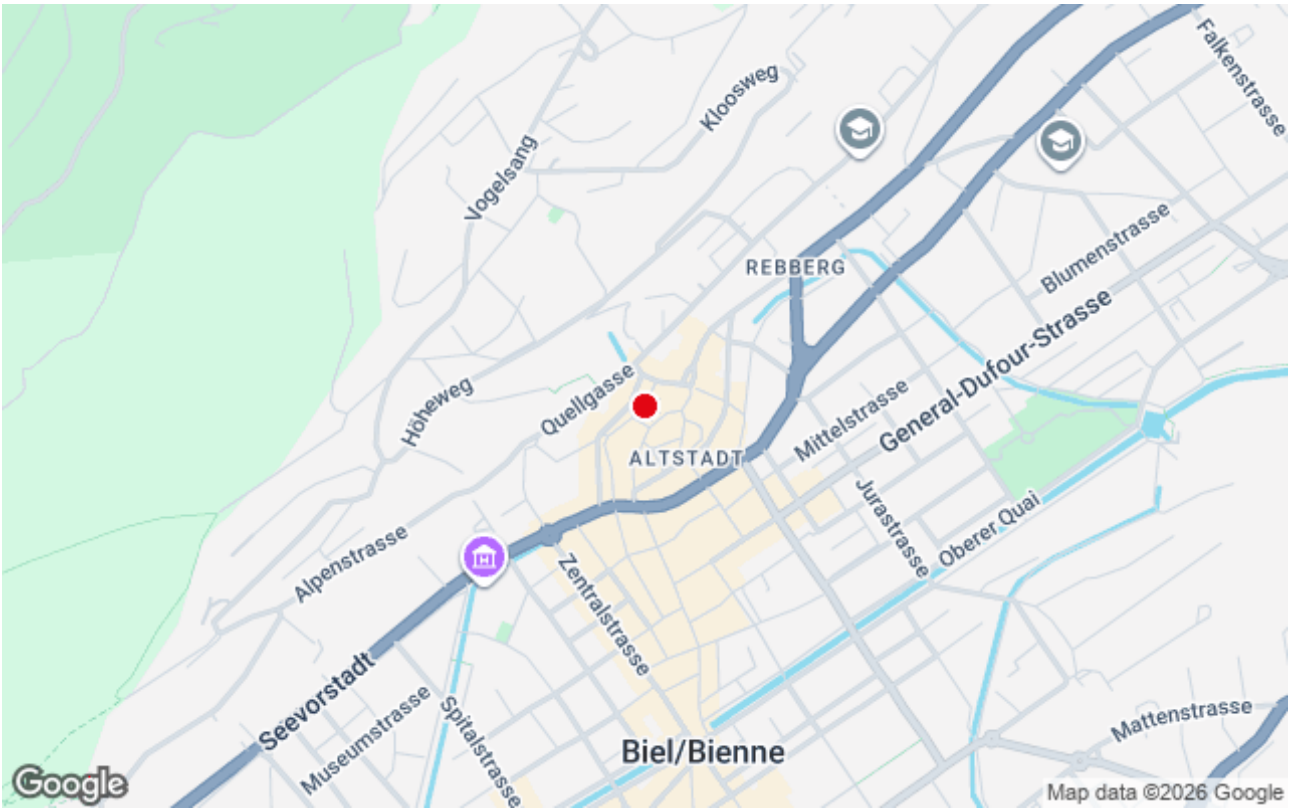 Falkenstrasse
Kloosweg
Vogelsang
Blumenstrasse
REBBERG
General-Dufour-Strasse
Höheweg
Quellgasse
Mittelstrasse
ALTSTADT
Jurastrasse
Oberer Quai
Alpenstrasse
Zentralstrasse
Seevorstadt
Museumstrasse
Spitalstrasse
Mattenstrasse
Biel/Bienne
Google
Map data ©2026 Google